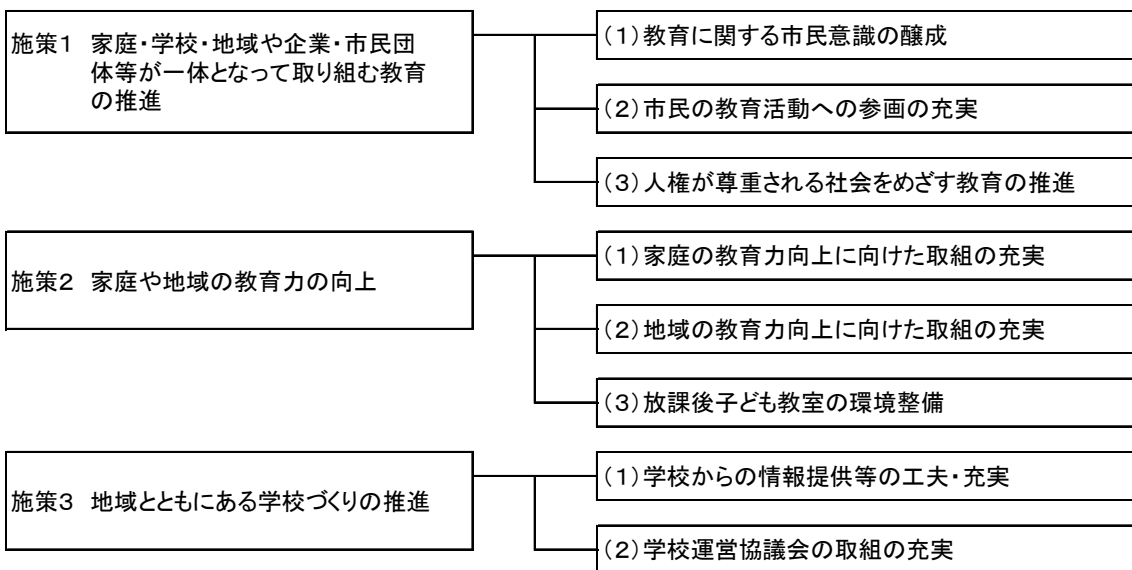 施策1 家庭・学校・地域や企業・市民団
体等が一体となって取り組む教育
の推進
(1)教育に関する市民意識の醸成
(2)市民の教育活動への参画の充実
(3)人権が尊重される社会をめざす教育の推進
施策2 家庭や地域の教育力の向上
(1)家庭の教育力向上に向けた取組の充実
(2)地域の教育力向上に向けた取組の充実
(3)放課後子ども教室の環境整備
施策3 地域とともにある学校づくりの推進
(1)学校からの情報提供等の工夫・充実
(2)学校運営協議会の取組の充実